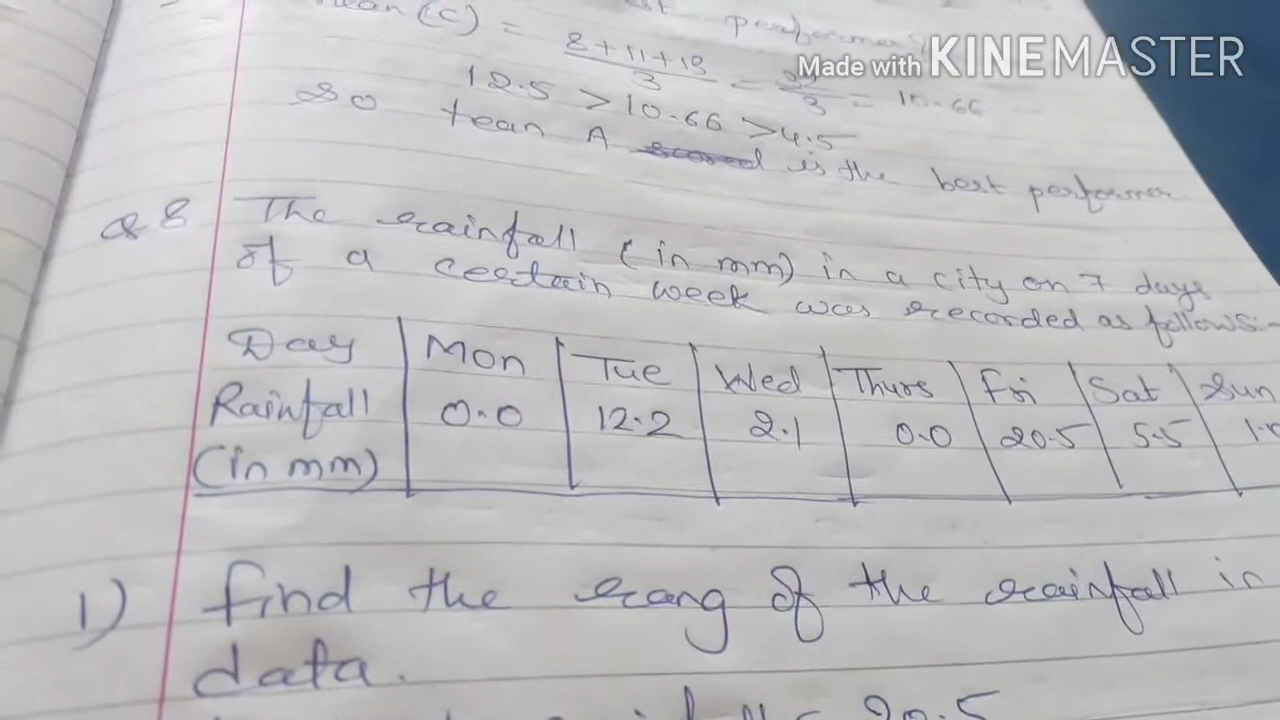 Made with KINEMASTER
(C) = 8+11+13 / 3 = / 3 = 10.66
12.5 > 10.66 > 4.5
So tean A is the best performer
Q8 The rainfall (in mm) in a city on 7 days
of a certain week was recorded as follows:-
Day Mon Tue Wed Thurs Fri Sat Sun
Rainfall 0.0 12.2 2.1 0.0 20.5 5.5
(in mm)
1) find the rang of the rainfall in
data.
20.5